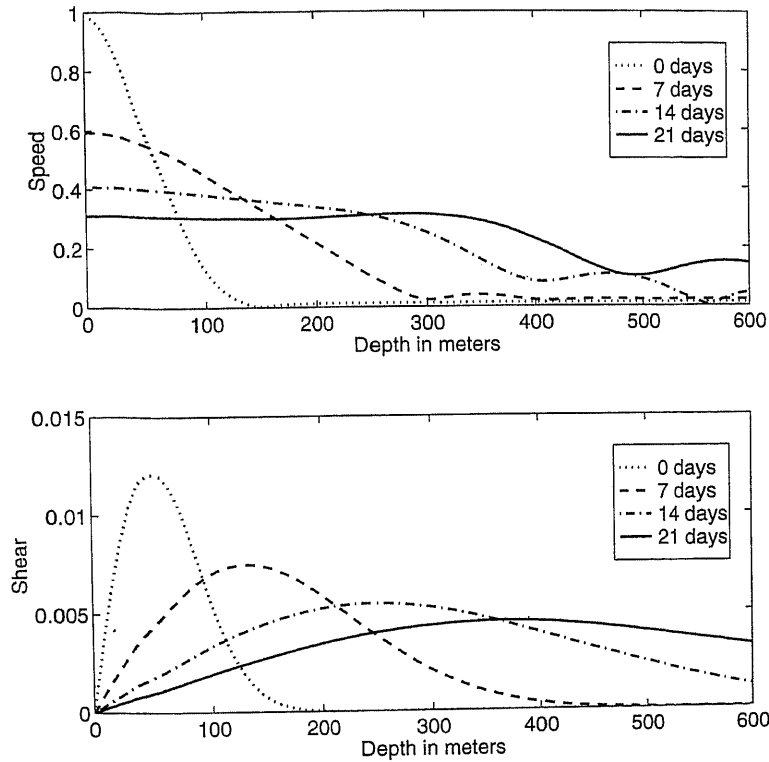 1
0.8
0.6
0.4
0.2
0
Speed
0 days
7 days
14 days
21 days
0 100 200 300 400 500 600
Depth in meters
0.015
0.01
0.005
0
Shear
0 days
7 days
14 days
21 days
0 100 200 300 400 500 600
Depth in meters